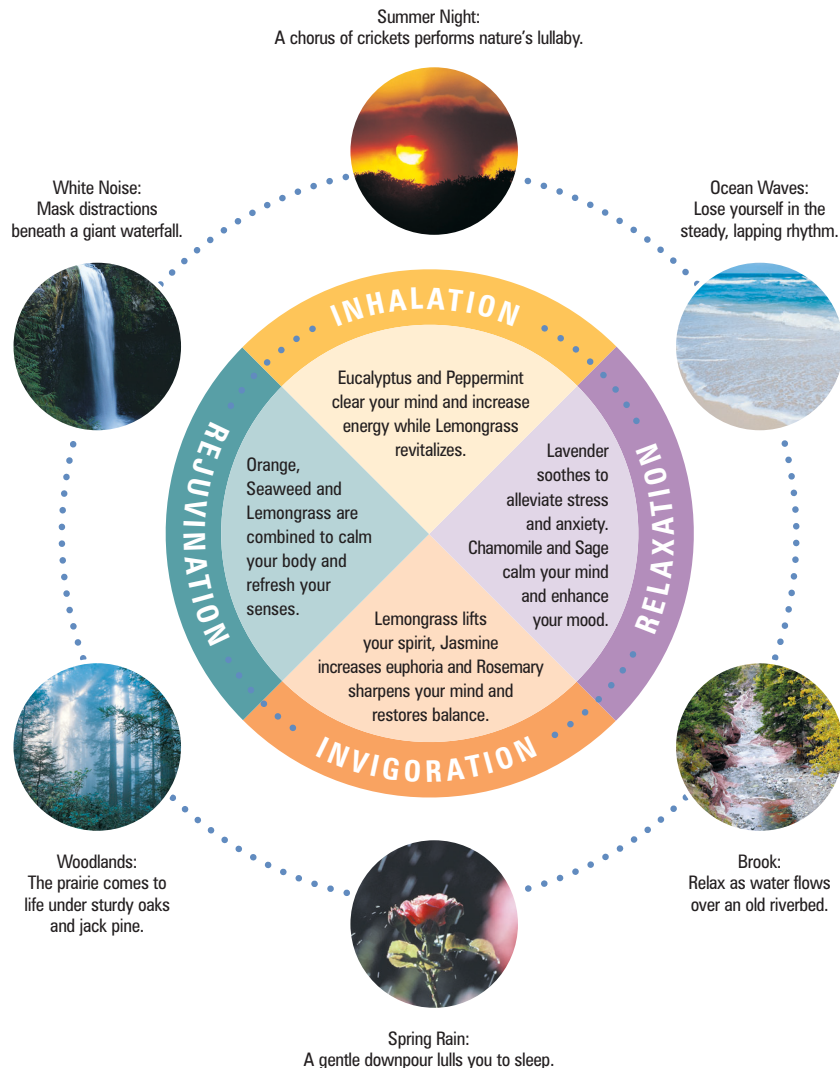 Summer Night:
A chorus of crickets performs nature’s lullaby.
White Noise:
Mask distractions
beneath a giant waterfall.
Ocean Waves:
Lose yourself in the
steady, lapping rhythm.
INHALATION
Eucalyptus and Peppermint
clear your mind and increase
energy while Lemongrass
revitalizes.
REJUVINATION
Orange,
Seaweed and
Lemongrass are
combined to calm
your body and
refresh your
senses.
RELAXATION
Lavender
soothes to
alleviate stress
and anxiety.
Chamomile and Sage
calm your mind
and enhance
your mood.
Lemongrass lifts
your spirit, Jasmine
increases euphoria and Rosemary
sharpens your mind and
restores balance.
INVIGORATION
Woodlands:
The prairie comes to
life under sturdy oaks
and jack pine.
Brook:
Relax as water flows
over an old riverbed.
Spring Rain:
A gentle downpour lulls you to sleep.